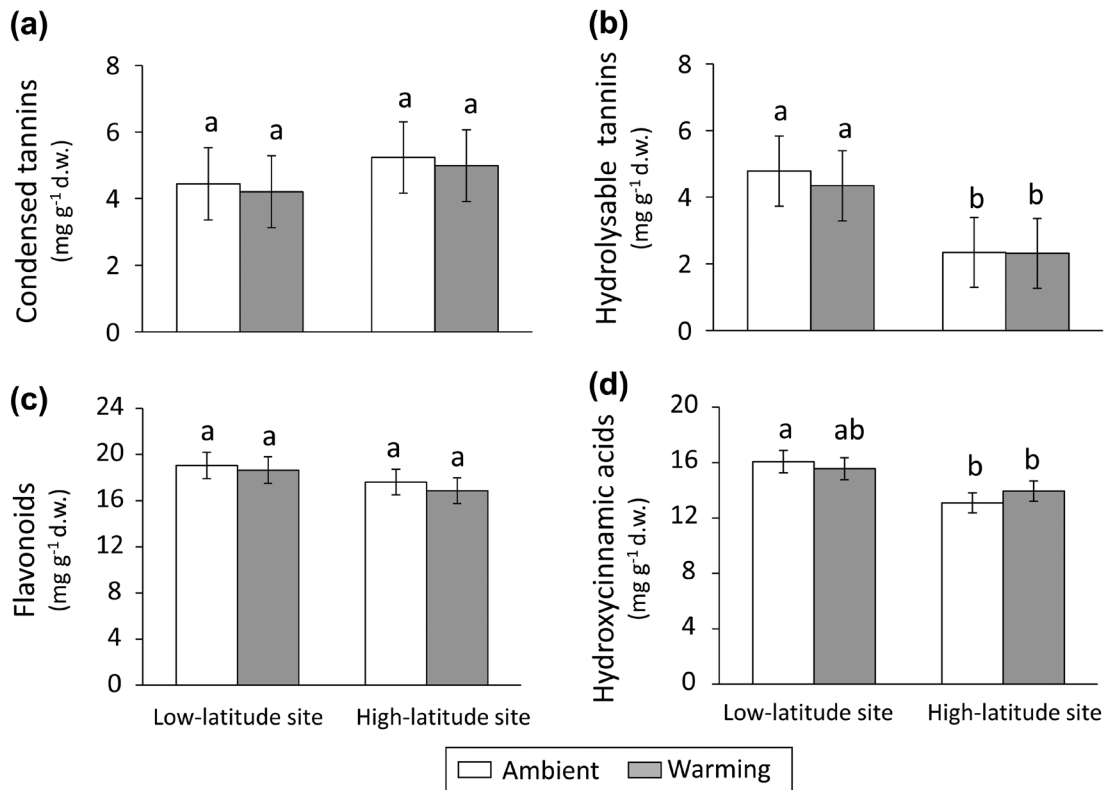 (a)
Condensed tannins
(mg g⁻¹ d.w.)
8
6
4
2
0
a
a
a
a
(b)
Hydrolysable tannins
(mg g⁻¹ d.w.)
8
6
4
2
0
a
a
b
b
(c)
Flavonoids
(mg g⁻¹ d.w.)
24
20
16
12
8
4
0
a
a
a
a
Low-latitude site
High-latitude site
(d)
Hydroxycinnamic acids
(mg g⁻¹ d.w.)
20
16
12
8
4
0
a
ab
b
b
Low-latitude site
High-latitude site
Ambient
Warming